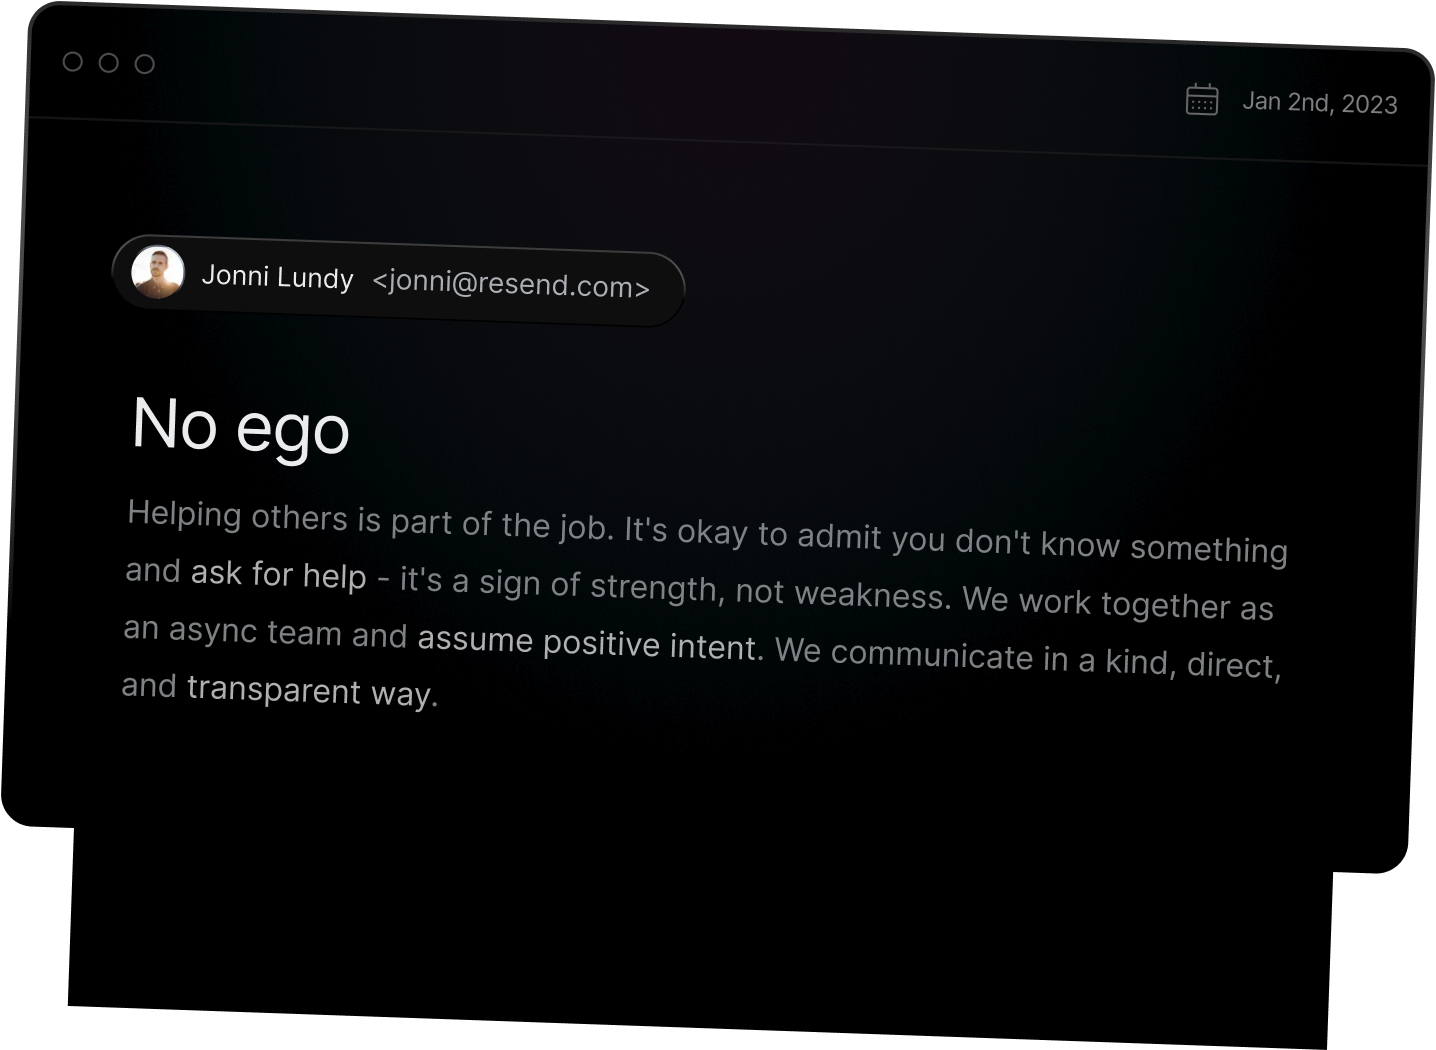 Jan 2nd, 2023
Jonni Lundy <jonni@resend.com>
No ego
Helping others is part of the job. It's okay to admit you don't know something
and ask for help - it's a sign of strength, not weakness. We work together as
an async team and assume positive intent. We communicate in a kind, direct,
and transparent way.